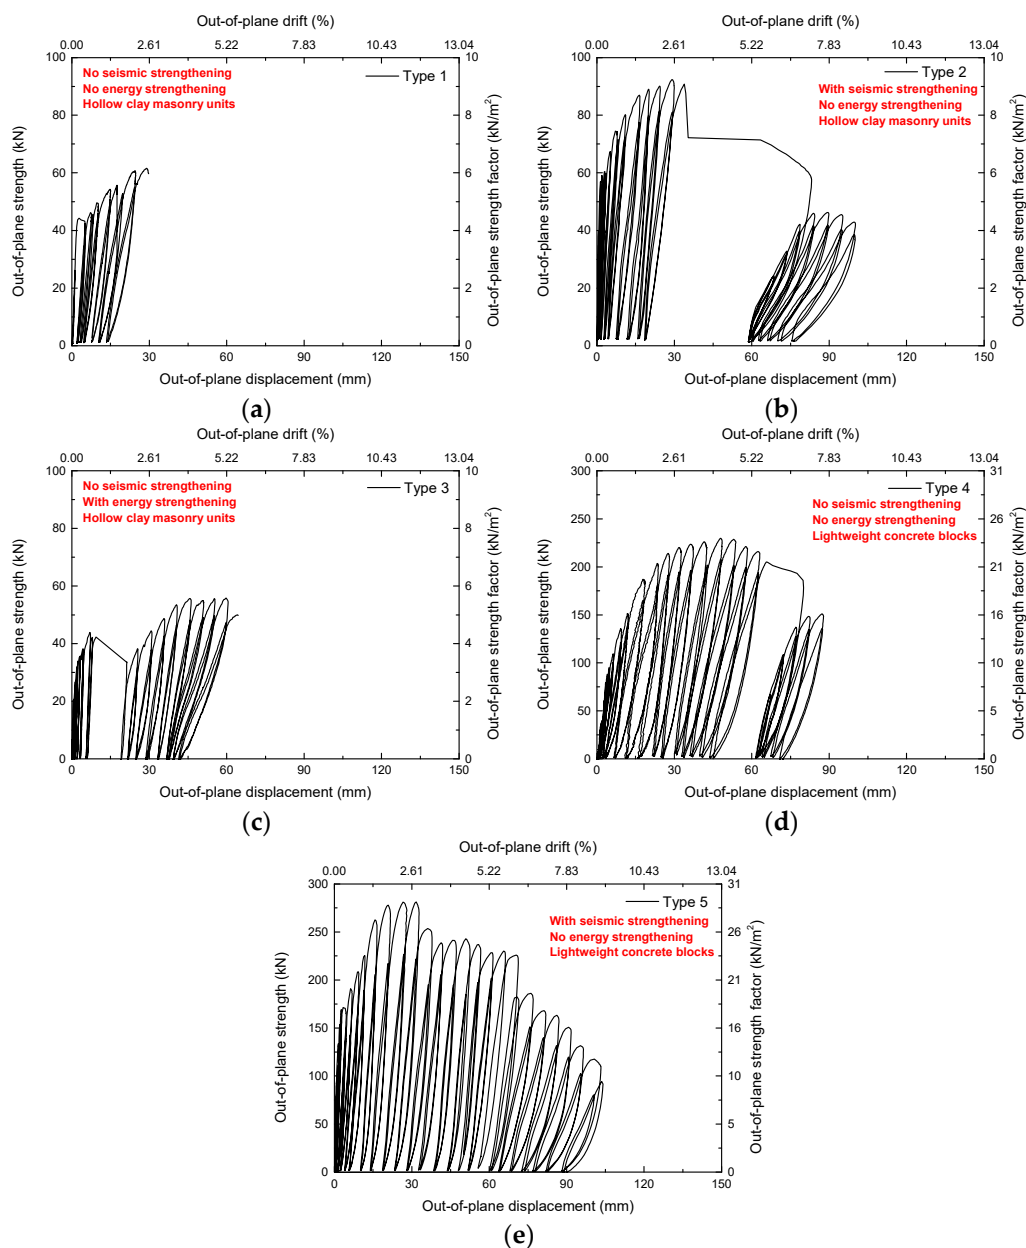 Out-of-plane drift (%)
0.00 2.61 5.22 7.83 10.43 13.04
100 80 60 40 20 0
Out-of-plane strength (kN)
No seismic strengthening
No energy strengthening
Hollow clay masonry units
Type 1
10 8 6 4 2 0
Out-of-plane strength factor (kN/m²)
0 30 60 90 120 150
Out-of-plane displacement (mm)
(a)
Out-of-plane drift (%)
0.00 2.61 5.22 7.83 10.43 13.04
100 80 60 40 20 0
Out-of-plane strength (kN)
Type 2
With seismic strengthening
No energy strengthening
Hollow clay masonry units
10 8 6 4 2 0
Out-of-plane strength factor (kN/m²)
0 30 60 90 120 150
Out-of-plane displacement (mm)
(b)
Out-of-plane drift (%)
0.00 2.61 5.22 7.83 10.43 13.04
100 80 60 40 20 0
Out-of-plane strength (kN)
No seismic strengthening
With energy strengthening
Hollow clay masonry units
Type 3
10 8 6 4 2 0
Out-of-plane strength factor (kN/m²)
0 30 60 90 120 150
Out-of-plane displacement (mm)
(c)
Out-of-plane drift (%)
0.00 2.61 5.22 7.83 10.43 13.04
300 250 200 150 100 50 0
Out-of-plane strength (kN)
Type 4
No seismic strengthening
No energy strengthening
Lightweight concrete blocks
31 26 21 16 10 5 0
Out-of-plane strength factor (kN/m²)
0 30 60 90 120 150
Out-of-plane displacement (mm)
(d)
Out-of-plane drift (%)
0.00 2.61 5.22 7.83 10.43 13.04
300 250 200 150 100 50 0
Out-of-plane strength (kN)
Type 5
With seismic strengthening
No energy strengthening
Lightweight concrete blocks
31 26 21 16 10 5 0
Out-of-plane strength factor (kN/m²)
0 30 60 90 120 150
Out-of-plane displacement (mm)
(e)